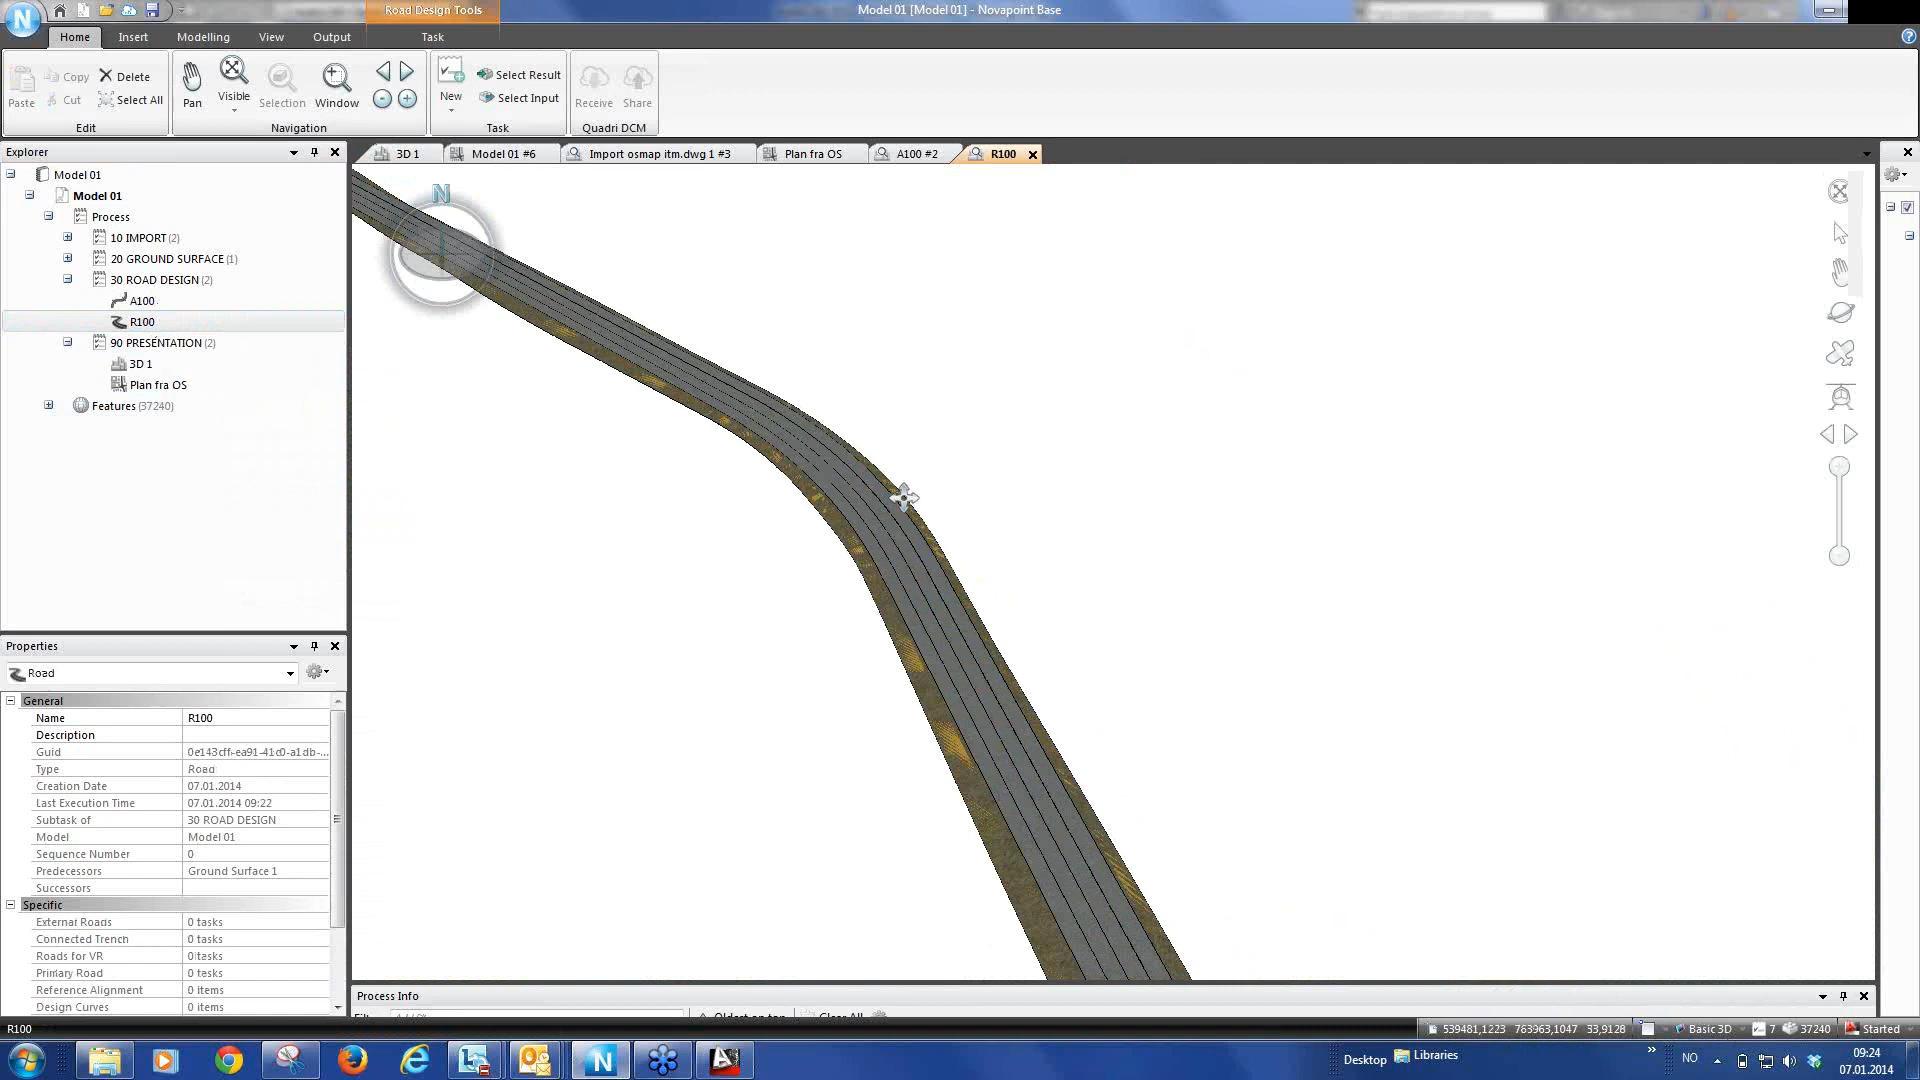 Road Design Tools
Model 01 [Model 01] - Novapoint Base
Home
Insert
Modelling
View
Output
Task
Paste
Copy
Cut
Delete
Select All
Edit
Pan
Visible
Selection
Window
Navigation
New
Select Result
Select Input
Task
Receive
Share
Quadri DCM
Explorer
3D 1
Model 01 #6
Import osmap itm.dwg 1 #3
Plan fra OS
A100 #2
R100
Model 01
Model 01
Process
10 IMPORT (2)
20 GROUND SURFACE (1)
30 ROAD DESIGN (2)
A100
R100
90 PRESENTATION (2)
3D 1
Plan fra OS
Features (37240)
N
Properties
Road
General
Name R100
Description
Guid 0e143cff-ea91-41c0-a1db-...
Type Road
Creation Date 07.01.2014
Last Execution Time 07.01.2014 09:22
Subtask of 30 ROAD DESIGN
Model Model 01
Sequence Number 0
Predecessors Ground Surface 1
Successors
Specific
External Roads 0 tasks
Connected Trench 0 tasks
Roads for VR 0 tasks
Primary Road 0 tasks
Reference Alignment 0 items
Design Curves 0 items
Process Info
Oldest on top
Clear All
R100
539481,1223 763963,1047 33,9128
Basic 3D
7
37240
Started
Desktop
Libraries
NO
09:24
07.01.2014